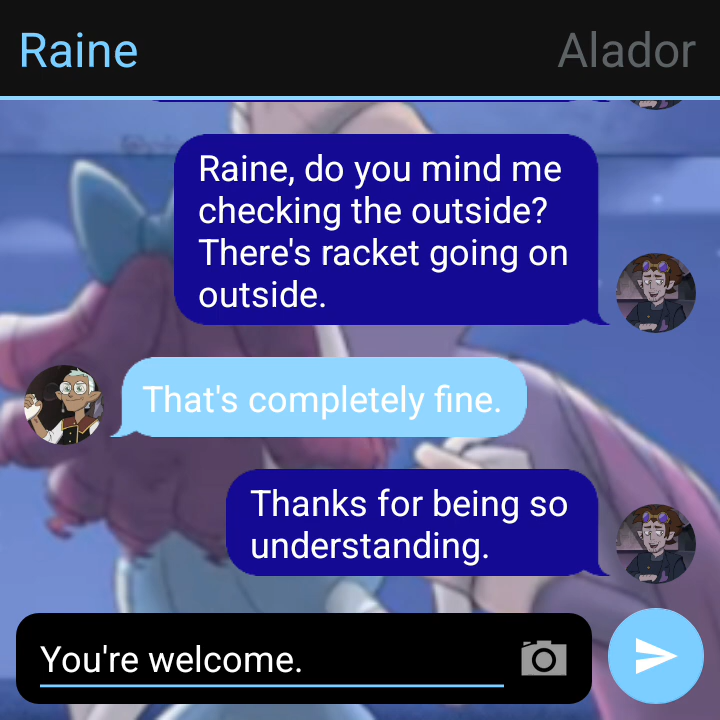 Raine
Alador
Raine, do you mind me
checking the outside?
There's racket going on
outside.
That's completely fine.
Thanks for being so
understanding.
You're welcome.